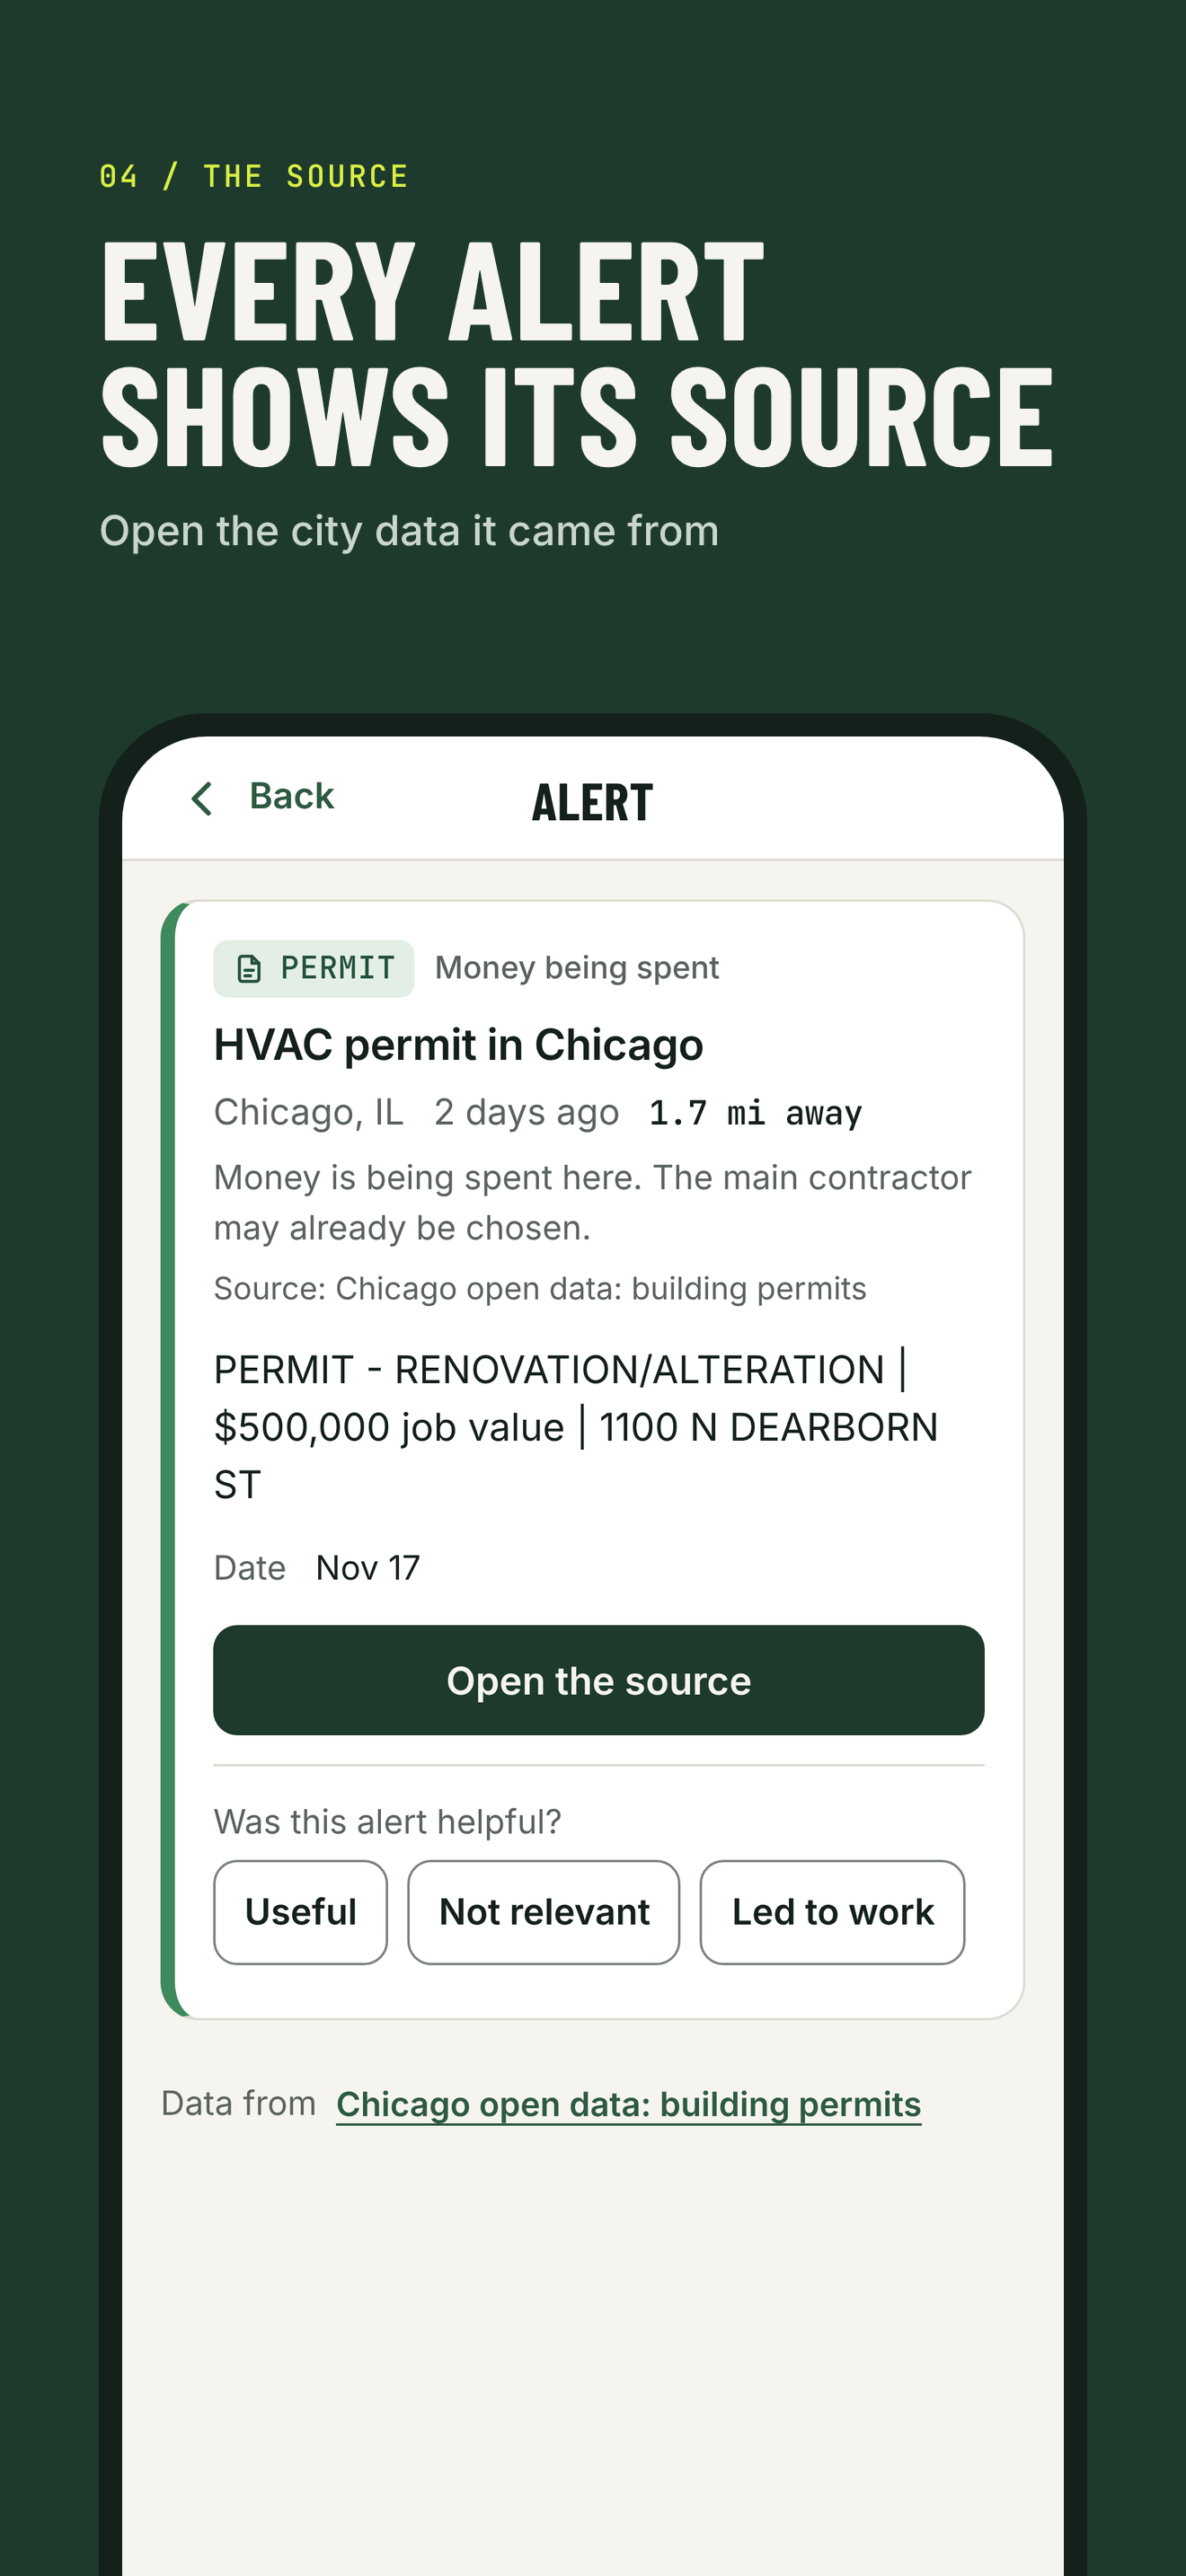 04 / THE SOURCE
EVERY ALERT
SHOWS ITS SOURCE
Open the city data it came from
Back
ALERT
PERMIT Money being spent
HVAC permit in Chicago
Chicago, IL 2 days ago 1.7 mi away
Money is being spent here. The main contractor
may already be chosen.
Source: Chicago open data: building permits
PERMIT - RENOVATION/ALTERATION |
$500,000 job value | 1100 N DEARBORN
ST
Date Nov 17
Open the source
Was this alert helpful?
Useful Not relevant Led to work
Data from Chicago open data: building permits